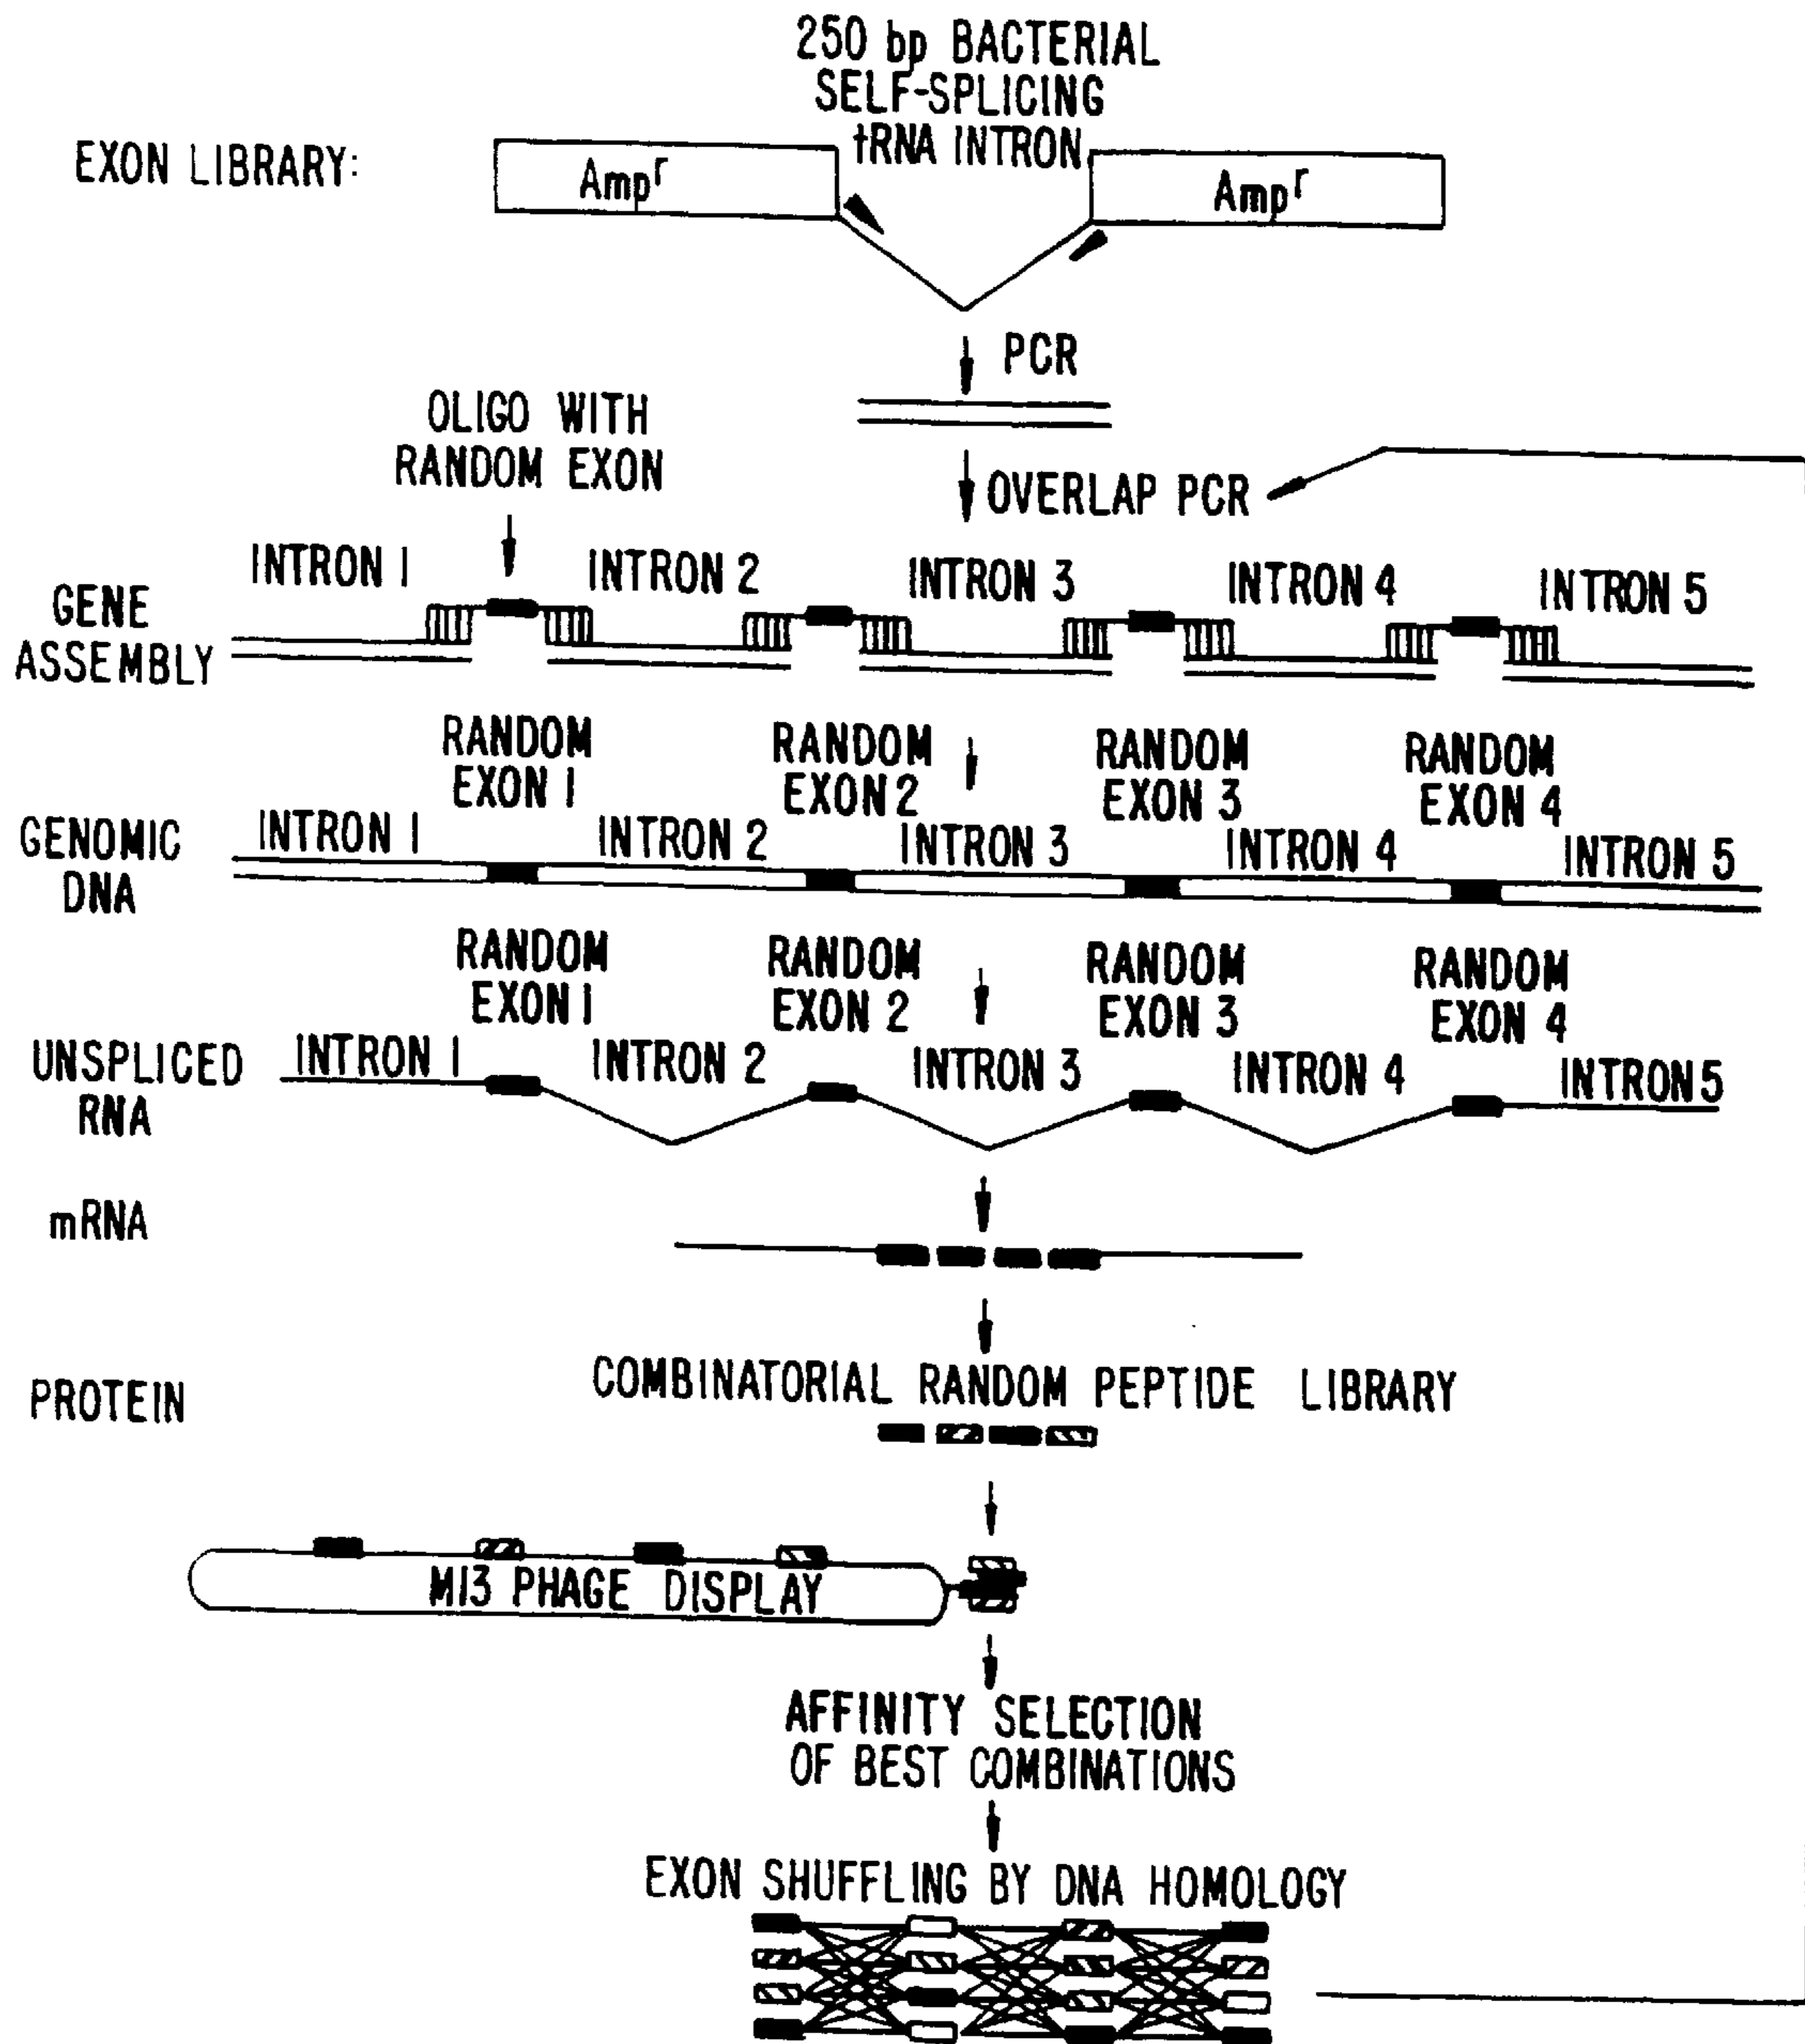 250 bp BACTERIAL
SELF-SPLICING
tRNA INTRON
EXON LIBRARY:
Ampr
Ampr
PCR
OLIGO WITH
RANDOM EXON
OVERLAP PCR
INTRON 1
INTRON 2
INTRON 3
INTRON 4
INTRON 5
GENE
ASSEMBLY
RANDOM
EXON 1
RANDOM
EXON 2
RANDOM
EXON 3
RANDOM
EXON 4
GENOMIC
DNA
INTRON 1
INTRON 2
INTRON 3
INTRON 4
INTRON 5
RANDOM
EXON 1
RANDOM
EXON 2
RANDOM
EXON 3
RANDOM
EXON 4
UNSPLICED
RNA
INTRON 1
INTRON 2
INTRON 3
INTRON 4
INTRON 5
mRNA
PROTEIN
COMBINATORIAL RANDOM PEPTIDE LIBRARY
M13 PHAGE DISPLAY
AFFINITY SELECTION
OF BEST COMBINATIONS
EXON SHUFFLING BY DNA HOMOLOGY